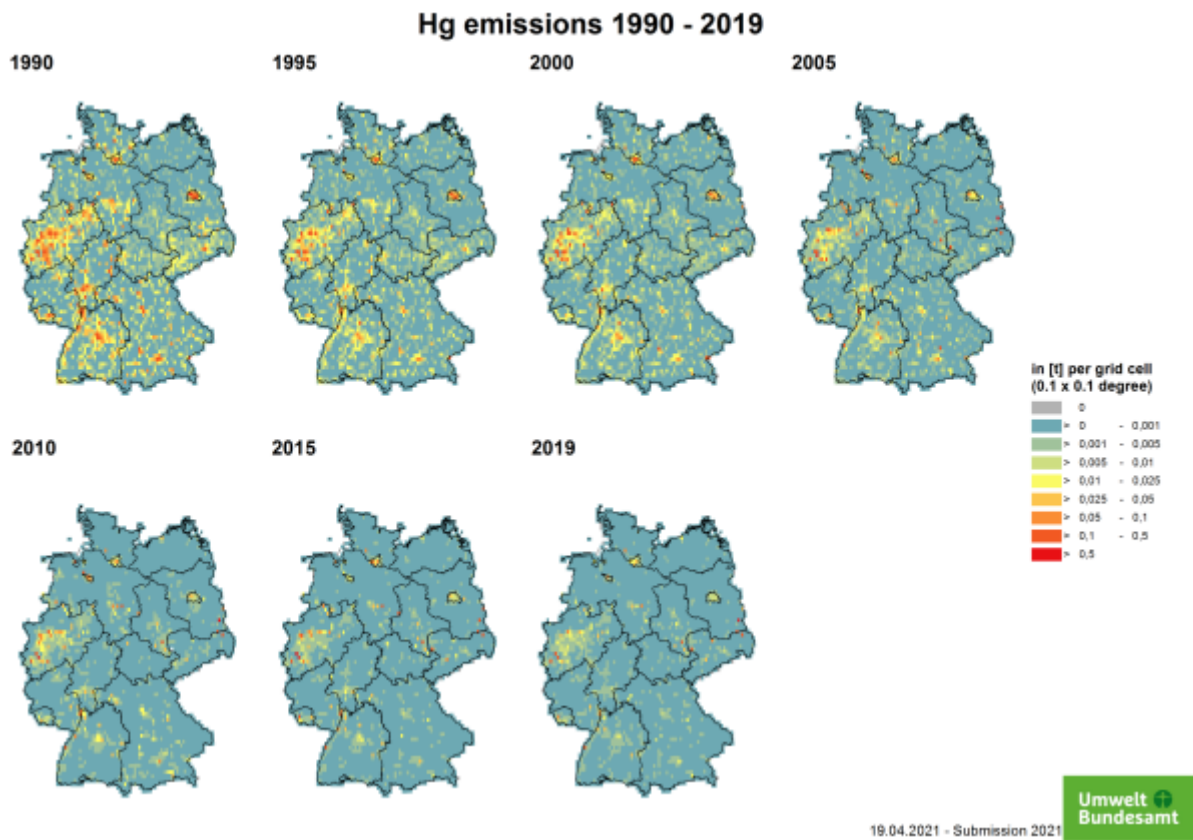 Hg emissions 1990 - 2019
1990
1995
2000
2005
in [t] per grid cell
(0.1 x 0.1 degree)
0
> 0 - 0,001
> 0,001 - 0,005
> 0,005 - 0,01
> 0,01 - 0,025
> 0,025 - 0,05
> 0,05 - 0,1
> 0,1 - 0,5
> 0,5
2010
2015
2019
Umwelt
Bundesamt
19.04.2021 - Submission 2021